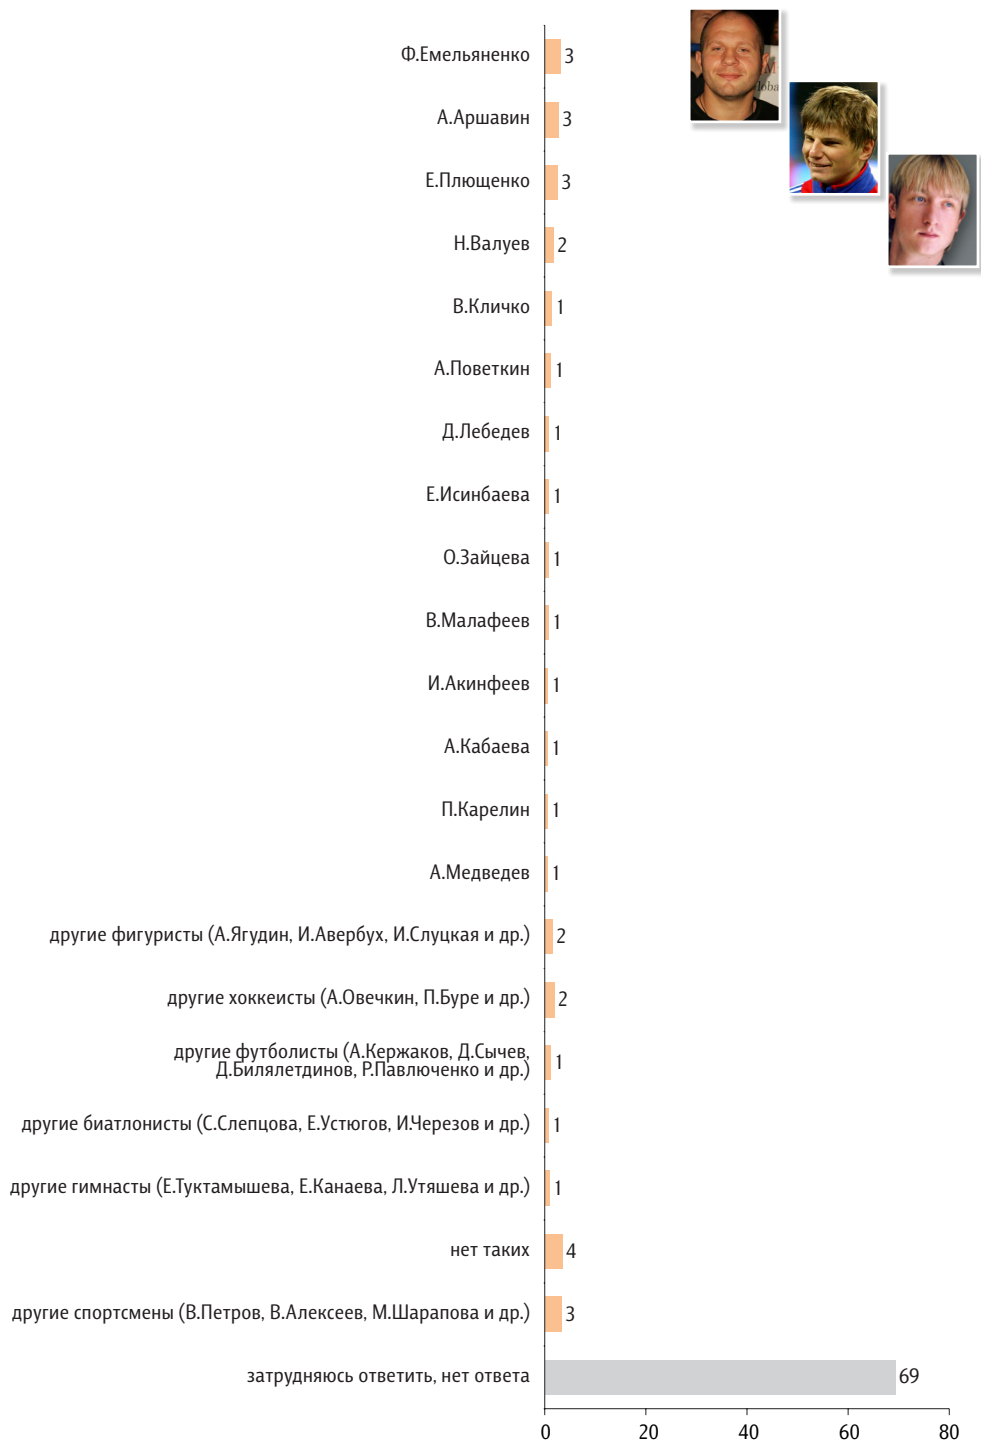 Ф.Емельяненко 3
А.Аршавин 3
Е.Плющенко 3
Н.Валуев 2
В.Кличко 1
А.Поветкин 1
Д.Лебедев 1
Е.Исинбаева 1
О.Зайцева 1
В.Малафеев 1
И.Акинфеев 1
А.Кабаева 1
П.Карелин 1
А.Медведев 1
другие фигуристы (А.Ягудин, И.Авербух, И.Слуцкая и др.) 2
другие хоккеисты (А.Овечкин, П.Буре и др.) 2
другие футболисты (А.Кержаков, Д.Сычев,
Д.Билялетдинов, Р.Павлюченко и др.) 1
другие биатлонисты (С.Слепцова, Е.Устюгов, И.Черезов и др.) 1
другие гимнасты (Е.Туктамышева, Е.Канаева, Л.Утяшева и др.) 1
нет таких 4
другие спортсмены (В.Петров, В.Алексеев, М.Шарапова и др.) 3
затрудняюсь ответить, нет ответа 69
0 20 40 60 80